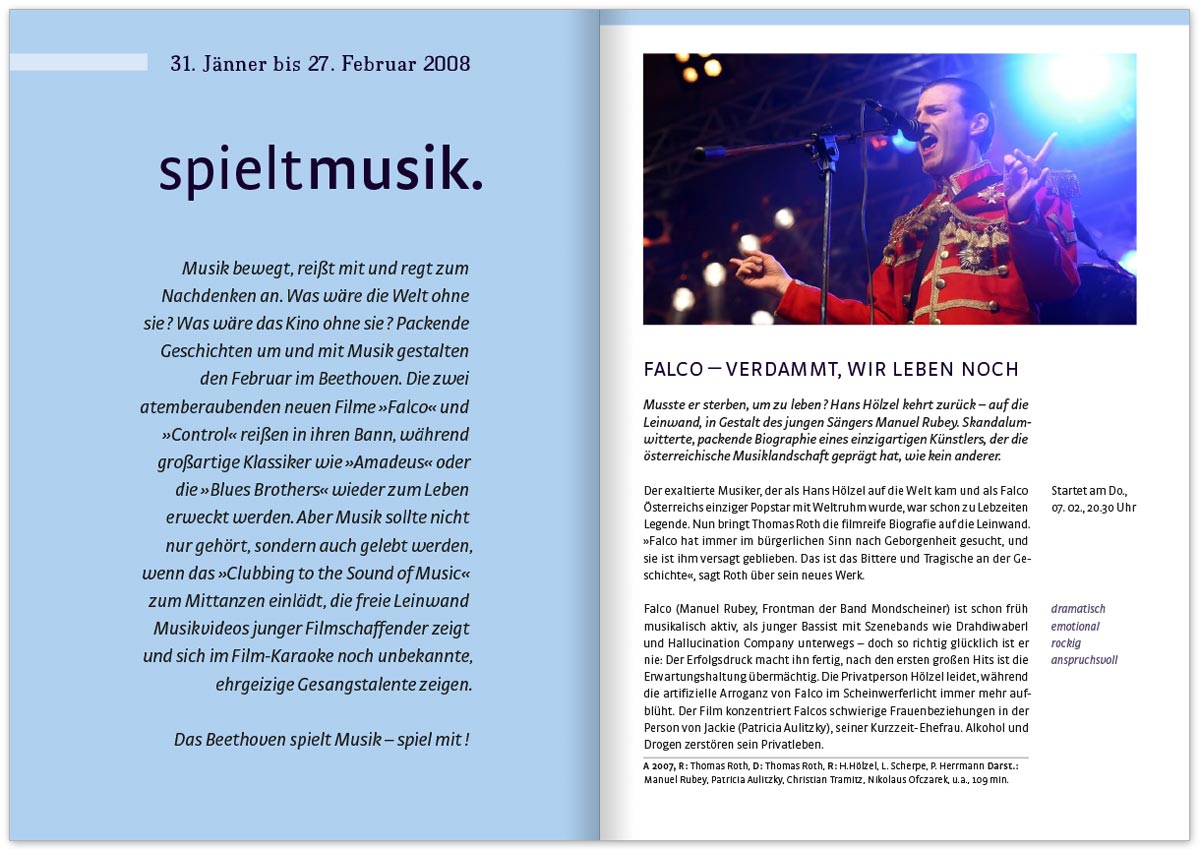 31. Jänner bis 27. Februar 2008
spieltmusik.
Musik bewegt, reißt mit und regt zum
Nachdenken an. Was wäre die Welt ohne
sie? Was wäre das Kino ohne sie? Packende
Geschichten um und mit Musik gestalten
den Februar im Beethoven. Die zwei
atemberaubenden neuen Filme »Falco« und
»Control« reißen in ihren Bann, während
großartige Klassiker wie »Amadeus« oder
die »Blues Brothers« wieder zum Leben
erweckt werden. Aber Musik sollte nicht
nur gehört, sondern auch gelebt werden,
wenn das »Clubbing to the Sound of Music«
zum Mittanzen einlädt, die freie Leinwand
Musikvideos junger Filmschaffender zeigt
und sich im Film-Karaoke noch unbekannte,
ehrgeizige Gesangstalente zeigen.
Das Beethoven spielt Musik – spiel mit!
FALCO — VERDAMMT, WIR LEBEN NOCH
Musste er sterben, um zu leben? Hans Hölzel kehrt zurück – auf die
Leinwand, in Gestalt des jungen Sängers Manuel Rubey. Skandalum-
witterte, packende Biographie eines einzigartigen Künstlers, der die
österreichische Musiklandschaft geprägt hat, wie kein anderer.
Der exaltierte Musiker, der als Hans Hölzel auf die Welt kam und als Falco
Österreichs einziger Popstar mit Weltruhm wurde, war schon zu Lebzeiten
Legende. Nun bringt Thomas Roth die filmreife Biografie auf die Leinwand.
»Falco hat immer im bürgerlichen Sinn nach Geborgenheit gesucht, und
sie ist ihm versagt geblieben. Das ist das Bittere und Tragische an der Ge-
schichte«, sagt Roth über sein neues Werk.
Startet am Do.,
07. 02., 20.30 Uhr
Falco (Manuel Rubey, Frontman der Band Mondscheiner) ist schon früh
musikalisch aktiv, als junger Bassist mit Szenebands wie Drahdiwaberl
und Hallucination Company unterwegs – doch so richtig glücklich ist er
nie: Der Erfolgsdruck macht ihn fertig, nach den ersten großen Hits ist die
Erwartungshaltung übermächtig. Die Privatperson Hölzel leidet, während
die artifizielle Arroganz von Falco im Scheinwerferlicht immer mehr auf-
blüht. Der Film konzentriert Falcos schwierige Frauenbeziehungen in der
Person von Jackie (Patricia Aulitzky), seiner Kurzzeit-Ehefrau. Alkohol und
Drogen zerstören sein Privatleben.
dramatisch
emotional
rockig
anspruchsvoll
A 2007, R: Thomas Roth, D: Thomas Roth, R: H.Hölzel, L. Scherpe, P. Herrmann Darst.:
Manuel Rubey, Patricia Aulitzky, Christian Tramitz, Nikolaus Ofczarek, u.a., 109 min.